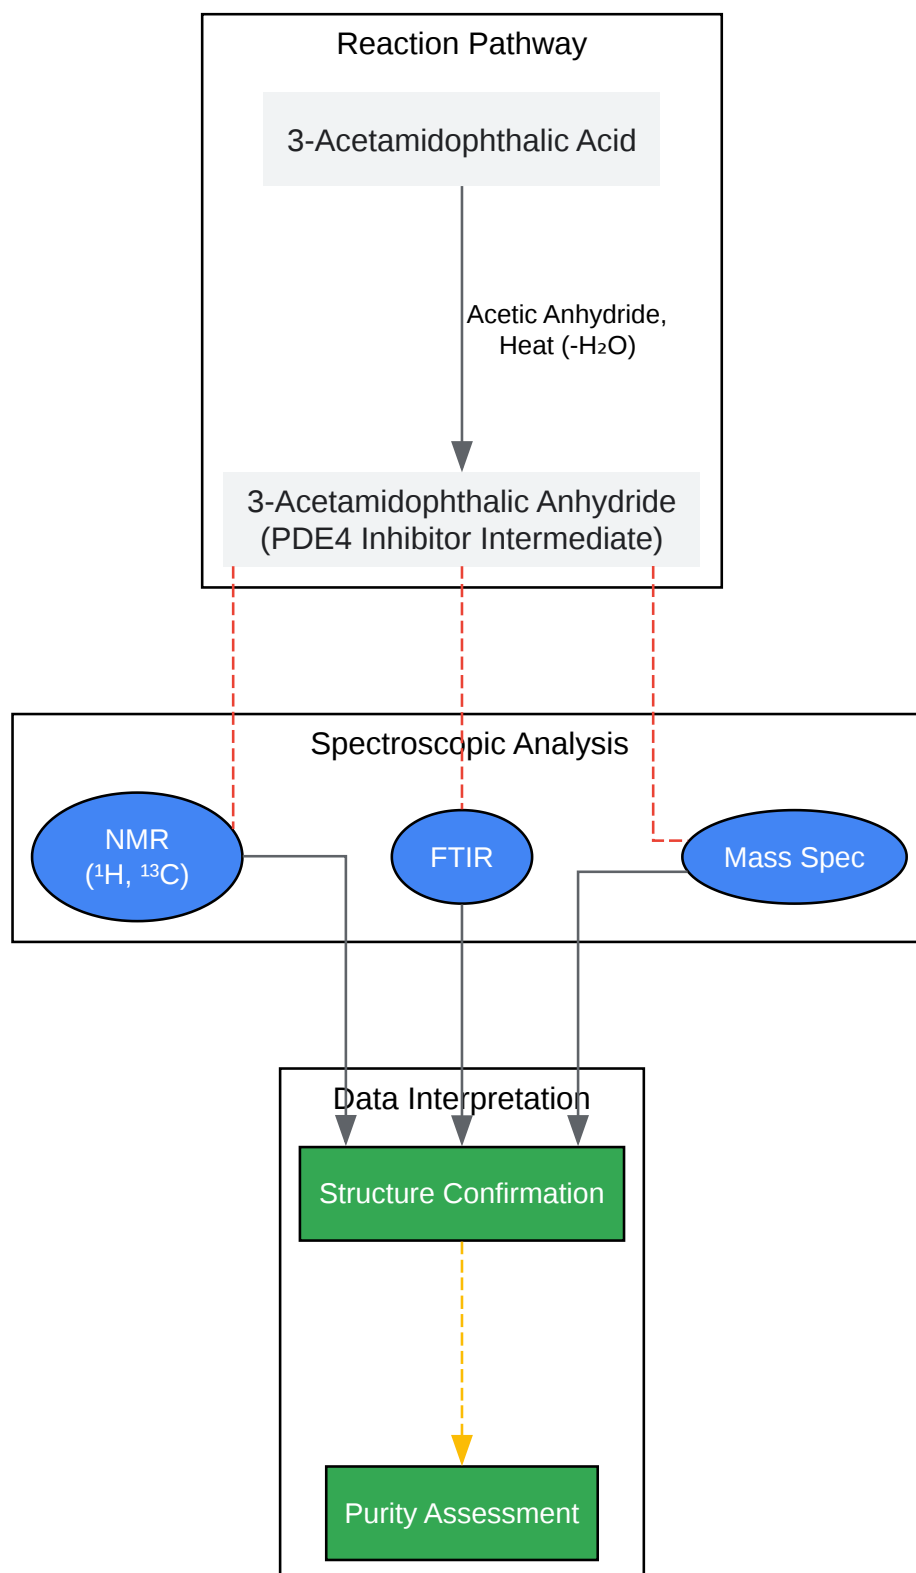 Reaction Pathway
3-Acetamidophthalic Acid
Acetic Anhydride,
Heat (-H₂O)
3-Acetamidophthalic Anhydride
(PDE4 Inhibitor Intermediate)
Spectroscopic Analysis
NMR
(¹H, ¹³C)
FTIR
Mass Spec
Data Interpretation
Structure Confirmation
Purity Assessment